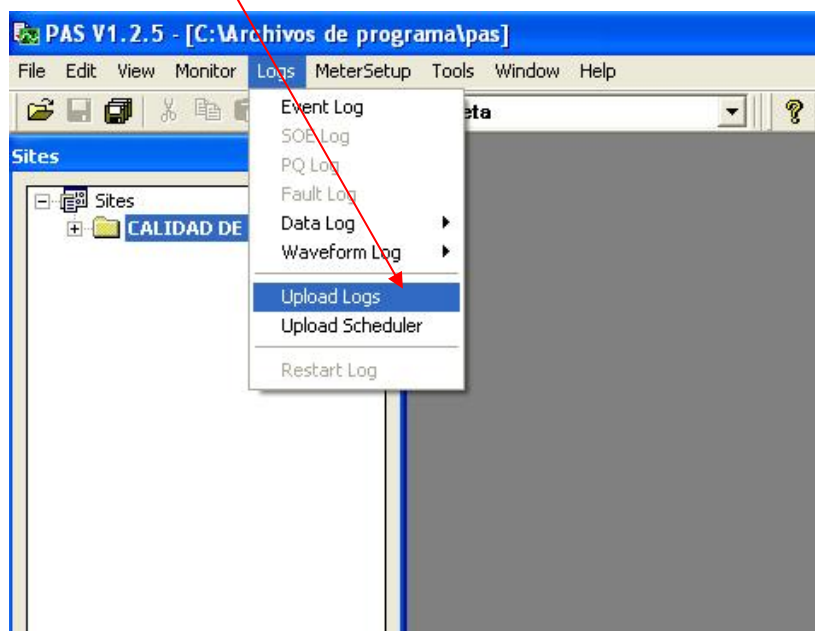 PAS V1.2.5 - [C:\Archivos de programa\pas]
File Edit View Monitor Logs MeterSetup Tools Window Help
Sites
Sites
CALIDAD DE
Event Log
SOE Log
PQ Log
Fault Log
Data Log
Waveform Log
Upload Logs
Upload Scheduler
Restart Log